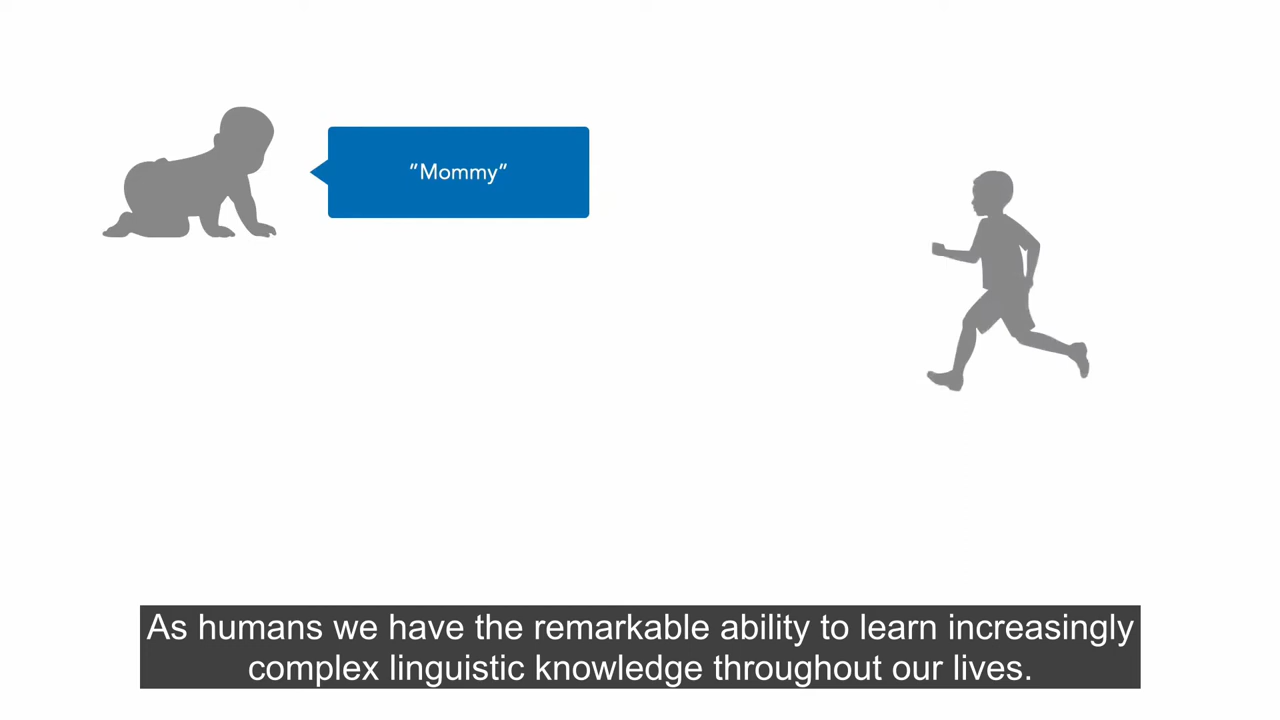 "Mommy"
As humans we have the remarkable ability to learn increasingly
complex linguistic knowledge throughout our lives.